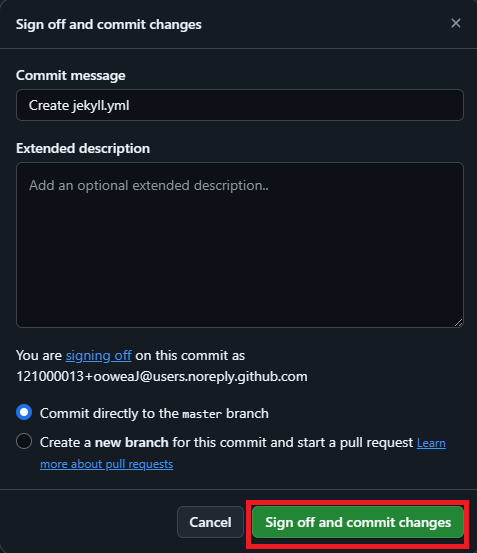 Sign off and commit changes
Commit message
Create jekyll.yml
Extended description
Add an optional extended description..
You are signing off on this commit as
121000013+ooweaJ@users.noreply.github.com
Commit directly to the master branch
Create a new branch for this commit and start a pull request Learn
more about pull requests
Cancel
Sign off and commit changes